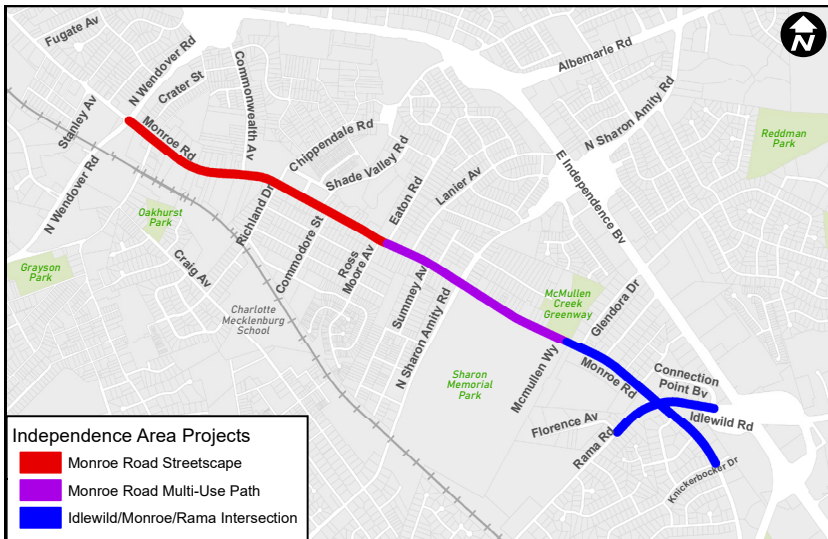 Fugate Av
N Wendover Rd
Crater St
Commonwealth Av
Stanley Av
Monroe Rd
Chippendale Rd
Shade Valley Rd
Albemarle Rd
N Sharon Amity Rd
E Independence Bv
Reddman
Park
N
Lanier Av
Eaton Rd
Richland Dr
N Wendover Rd
Oakhurst
Park
Craig Av
Commodore St
Ross
Moore Av
Summey Av
N Sharon Amity Rd
Grayson
Park
Charlotte
Mecklenburg
School
McMullen
Creek
Greenway
Glendora Dr
Sharon
Memorial
Park
Mcmullen Wy
Monroe Rd
Connection
Point Bv
Idlewild Rd
Florence Av
Rama Rd
Knickerbocker Dr
Independence Area Projects
Monroe Road Streetscape
Monroe Road Multi-Use Path
Idlewild/Monroe/Rama Intersection